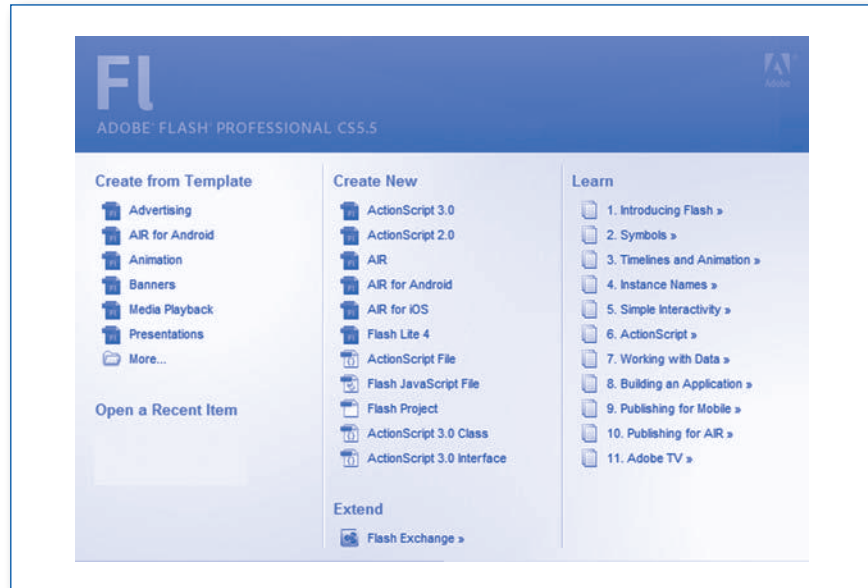 Fl
Adobe
ADOBE® FLASH® PROFESSIONAL CS5.5
Create from Template
Advertising
AIR for Android
Animation
Banners
Media Playback
Presentations
More...
Open a Recent Item
Create New
ActionScript 3.0
ActionScript 2.0
AIR
AIR for Android
AIR for iOS
Flash Lite 4
ActionScript File
Flash JavaScript File
Flash Project
ActionScript 3.0 Class
ActionScript 3.0 Interface
Extend
Flash Exchange »
Learn
1. Introducing Flash »
2. Symbols »
3. Timelines and Animation »
4. Instance Names »
5. Simple Interactivity »
6. ActionScript »
7. Working with Data »
8. Building an Application »
9. Publishing for Mobile »
10. Publishing for AIR »
11. Adobe TV »